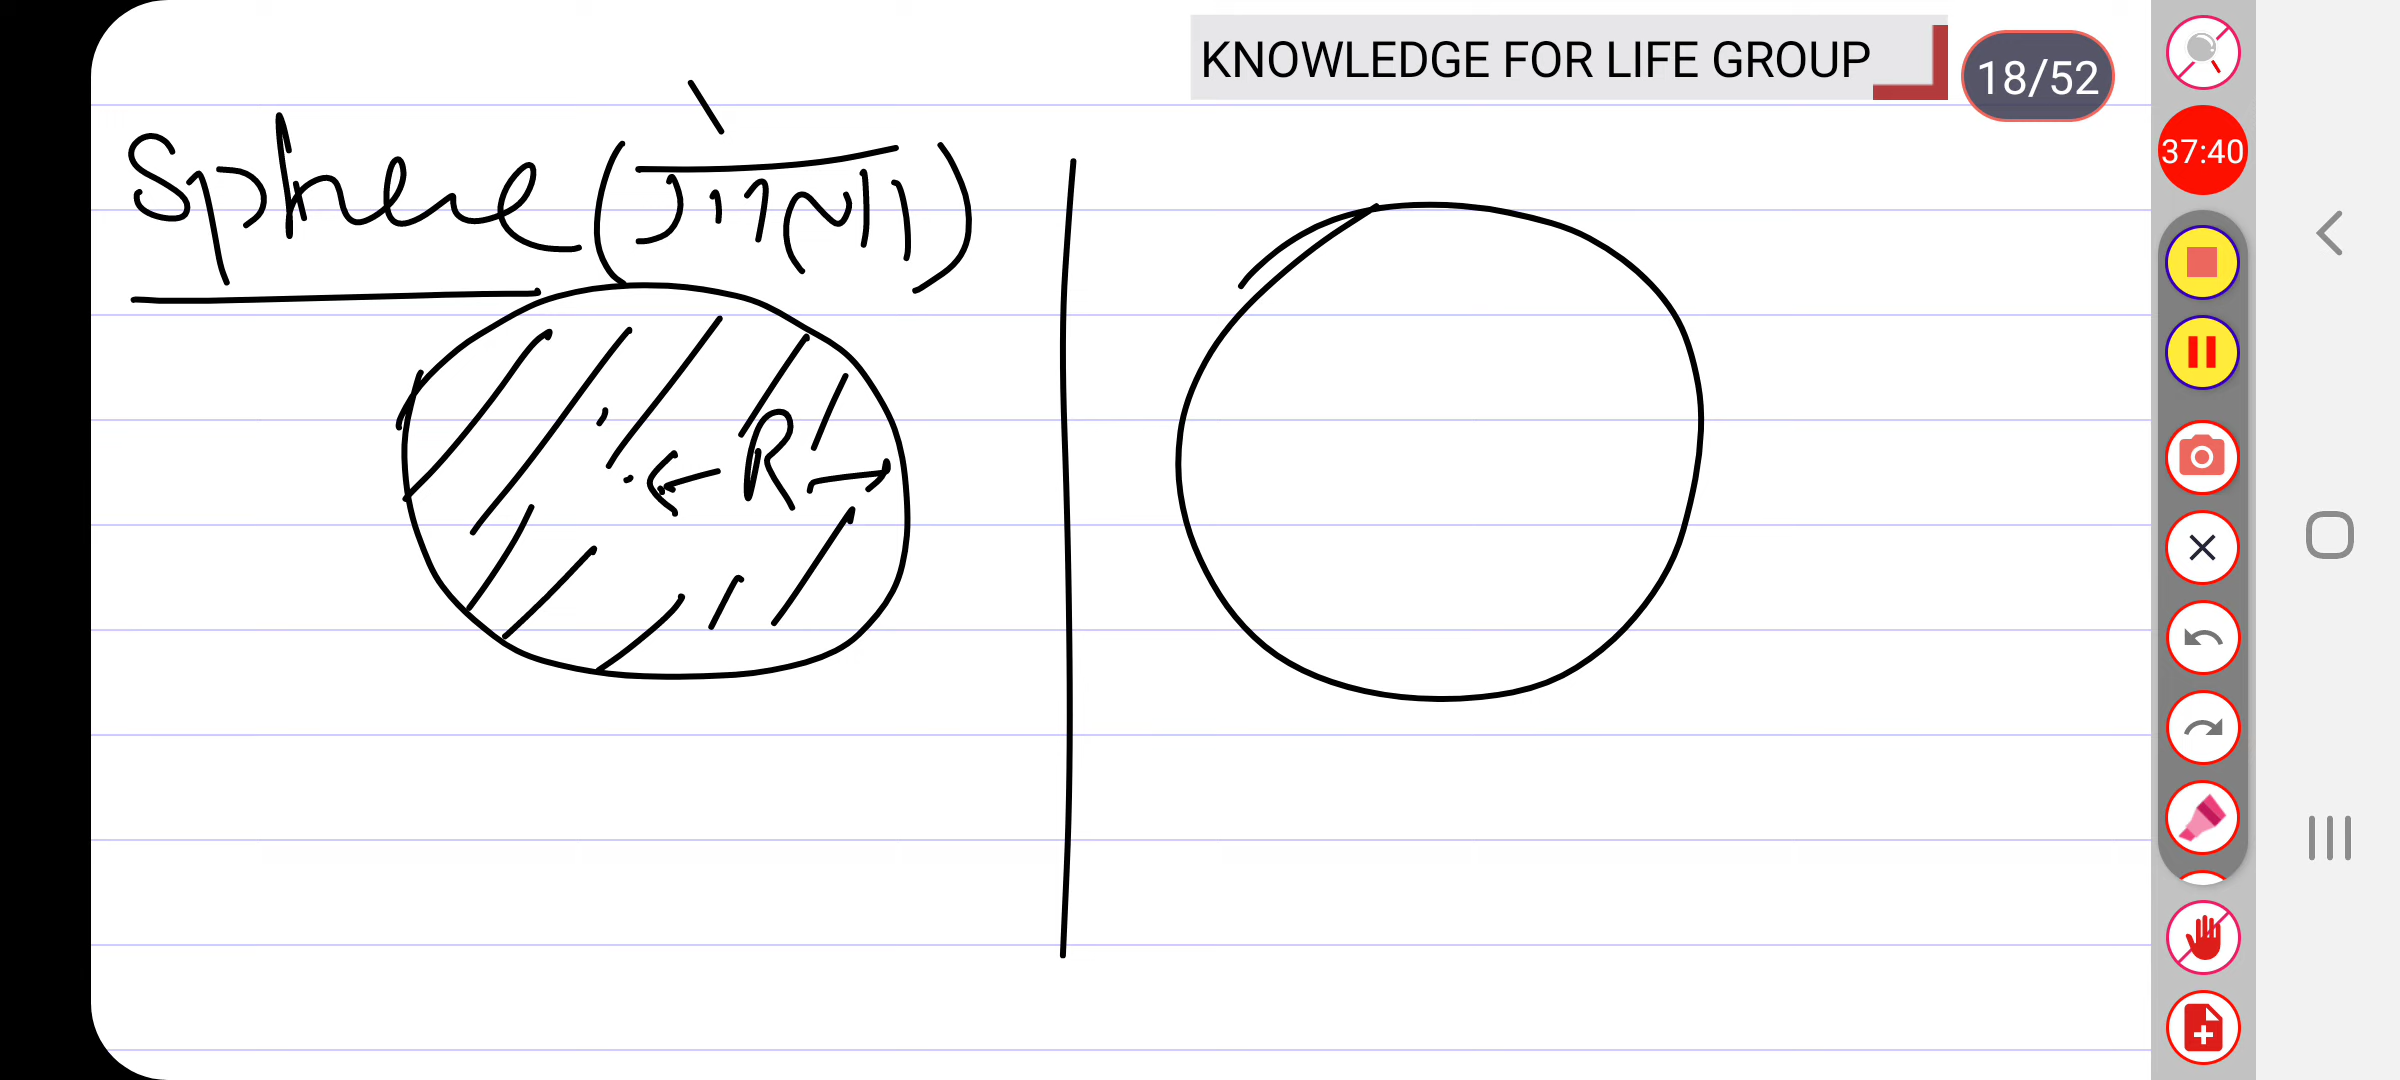 KNOWLEDGE FOR LIFE GROUP
18/52
37:40
Sphere (गोला)
R